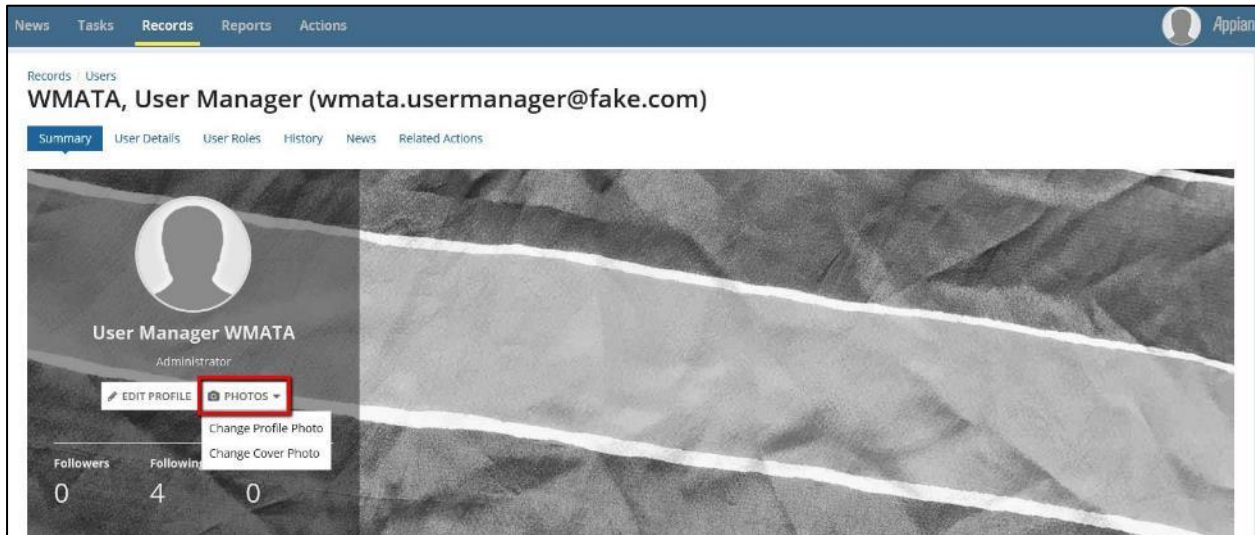 News Tasks Records Reports Actions Appian
Records / Users
WMATA, User Manager (wmata.usermanager@fake.com)
Summary User Details User Roles History News Related Actions
User Manager WMATA
Administrator
EDIT PROFILE PHOTOS
Change Profile Photo
Change Cover Photo
Followers Following
0 4 0